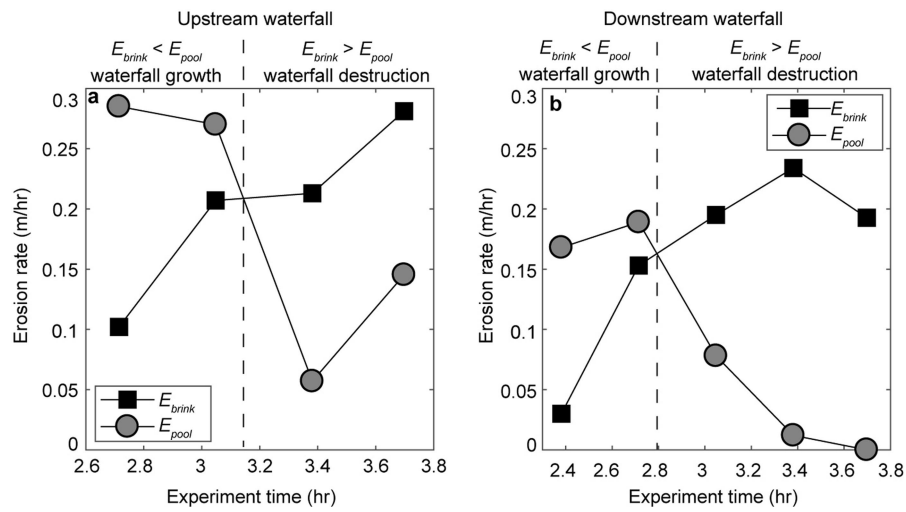 Upstream waterfall
E_brink < E_pool
waterfall growth
E_brink > E_pool
waterfall destruction
a
0.3
0.25
0.2
0.15
0.1
0.05
0
Erosion rate (m/hr)
E_brink
E_pool
2.6 2.8 3 3.2 3.4 3.6 3.8
Experiment time (hr)
Downstream waterfall
E_brink < E_pool
waterfall growth
E_brink > E_pool
waterfall destruction
b
0.3
0.25
0.2
0.15
0.1
0.05
0
Erosion rate (m/hr)
E_brink
E_pool
2.4 2.6 2.8 3 3.2 3.4 3.6 3.8
Experiment time (hr)